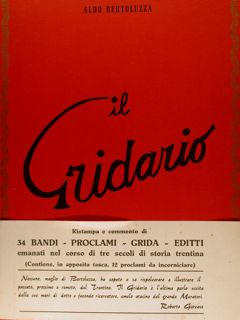 ALDO BERTOLUZZA
il
Gridario
Ristampa e commento di
34 BANDI - PROCLAMI - GRIDA - EDITTI
emanati nel corso di tre secoli di storia trentina
(Contiene, in apposita tasca, 12 proclami da incorniciare)
Nessuno, meglio di Bertoluzza, ha saputo e sa rispolverare e illustrare il
passato, prossimo o remoto, del Trentino. Il Gridario è l'ultima perla uscita
dalle sue mani di dotto e fecondo ricercatore, emulo atesino del grande Muratori.
Roberto Gervaso